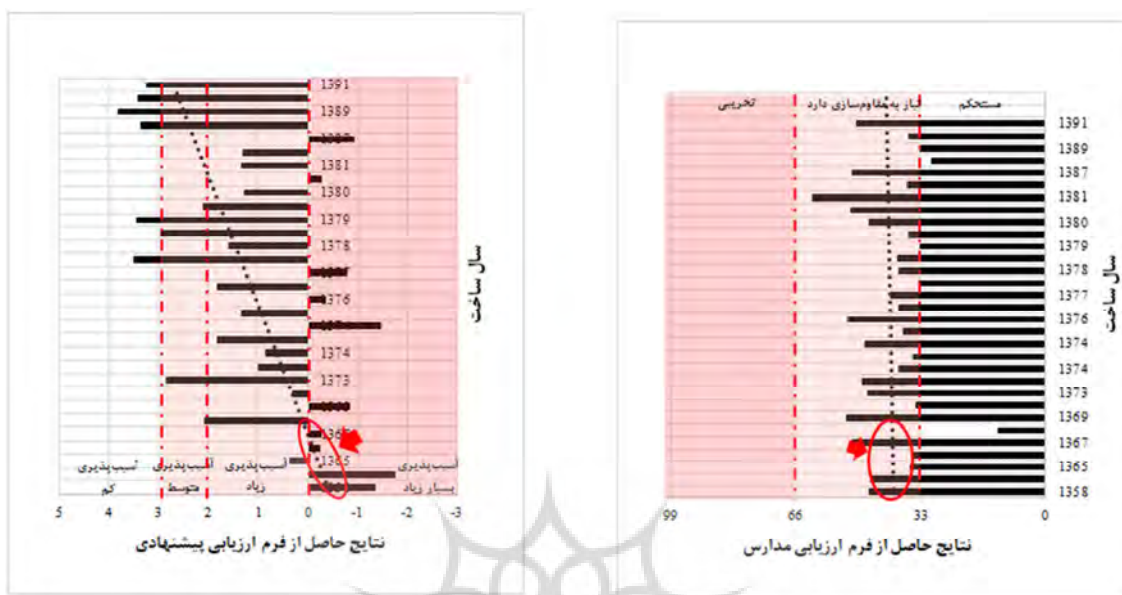 تخریبی نیاز به مقاوم‌سازی دارد مستحکم
1391
1389
1387
1381
1380
1379
1378
1377
1376
1374
1374
1373
1369
1367
1365
1358
سال ساخت
99 66 33 0
نتایج حاصل از فرم ارزیابی مدارس
1391
1389
1381
1380
1379
1378
1376
1374
1373
1365
سال ساخت
آسیب‌پذیری کم
آسیب‌پذیری متوسط
آسیب‌پذیری زیاد
آسیب‌پذیری بسیار زیاد
5 4 3 2 1 0 -1 -2 -3
نتایج حاصل از فرم ارزیابی پیشنهادی